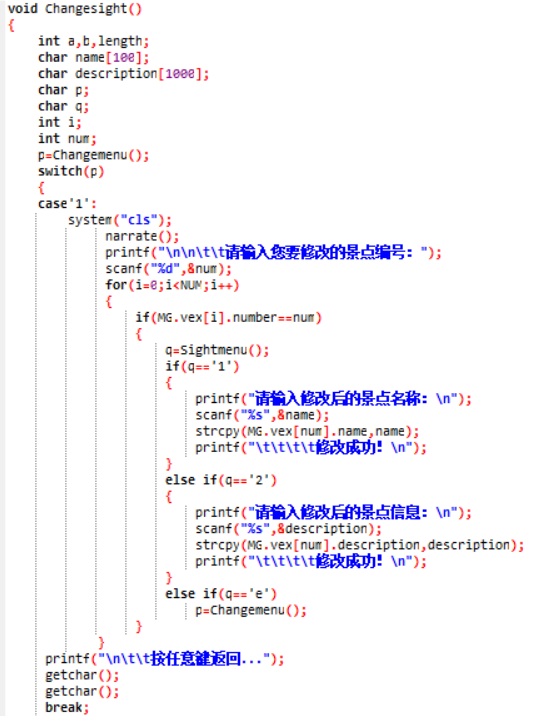 void Changesight()
{
int a,b,length;
char name[100];
char description[1000];
char p;
char q;
int i;
int num;
p=Changemenu();
switch(p)
{
case'1':
system("cls");
narrate();
printf("\n\n\t\t请输入您要修改的景点编号：");
scanf("%d",&num);
for(i=0;i<NUM;i++)
{
if(MG.vex[i].number==num)
{
q=Sightmenu();
if(q=='1')
{
printf("请输入修改后的景点名称：\n");
scanf("%s",&name);
strcpy(MG.vex[num].name,name);
printf("\t\t\t\t修改成功！\n");
}
else if(q=='2')
{
printf("请输入修改后的景点信息：\n");
scanf("%s",&description);
strcpy(MG.vex[num].description,description);
printf("\t\t\t\t修改成功！\n");
}
else if(q=='e')
p=Changemenu();
}
}
printf("\n\t\t按任意键返回...");
getchar();
getchar();
break;